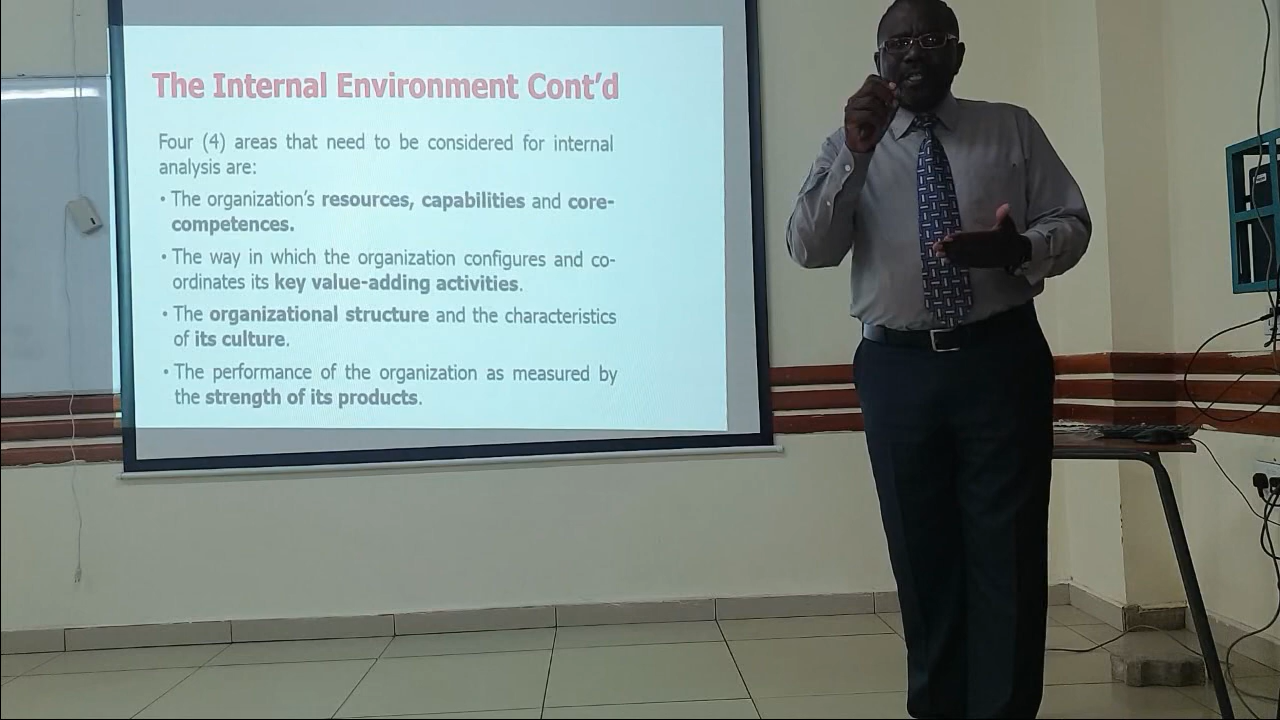 The Internal Environment Cont'd
Four (4) areas that need to be considered for internal
analysis are:
• The organization's resources, capabilities and core-
competences.
• The way in which the organization configures and co-
ordinates its key value-adding activities.
• The organizational structure and the characteristics
of its culture.
• The performance of the organization as measured by
the strength of its products.